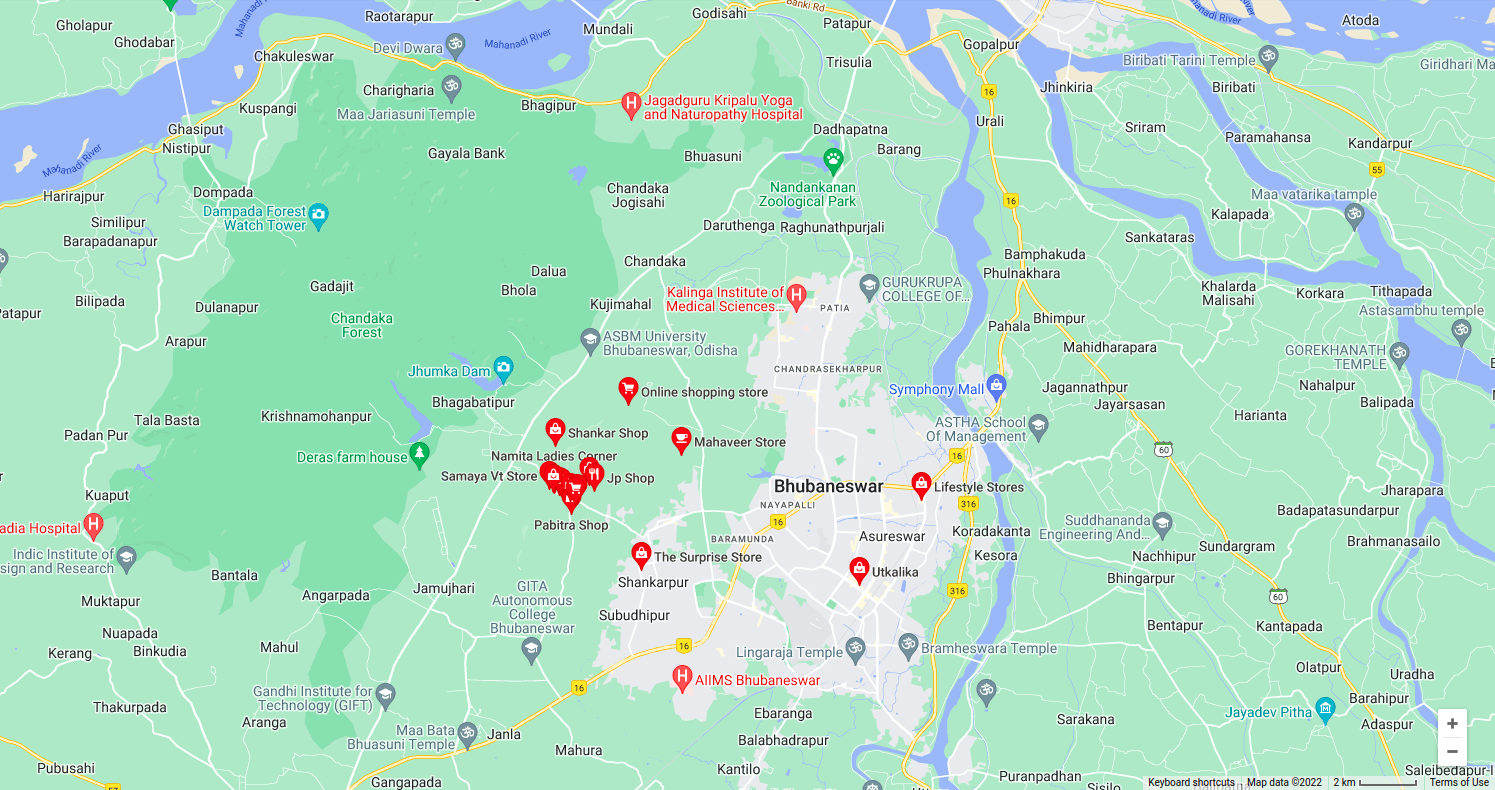 Gholapur
Raotarapur
Mahanadi River
Godisahi
Banki Rd
Patapur
Mahanadi River
Atoda
Ghodabar
Mundali
Devi Dwara
Mahanadi River
Gopalpur
Chakuleswar
Trisulia
Biribati Tarini Temple
Giridhari Ma
Charigharia
Maa Jariasuni Temple
Bhagipur
Jagadguru Kripalu Yoga
and Naturopathy Hospital
16
Jhinkiria
Biribati
Kuspangi
Urali
Ghasiput
Nistipur
Dadhapatna
Sriram
Paramahansa
Kandarpur
Mahanadi River
Gayala Bank
Bhuasuni
Barang
55
Harirajpur
Dompada
Chandaka
Jogisahi
Nandankanan
Zoological Park
16
Maa vatarika tample
Similipur
Dampada Forest
Watch Tower
Daruthenga
Raghunathpurjali
Kalapada
Barapadanapur
Sankataras
Chandaka
Bamphakuda
Dalua
Phulnakhara
Bilipada
Gadajit
Bhola
Kalinga Institute of
Medical Sciences...
GURUKRUPA
COLLEGE OF...
Khalarda
Malisahi
Korkara
Tithapada
Patapur
Dulanapur
Kujimahal
PATIA
Astasambhu temple
Chandaka
Forest
Bhimpur
Pahala
Arapur
ASBM University
Bhubaneswar, Odisha
Mahidharapara
GOREKHANATH
TEMPLE
Jhumka Dam
CHANDRASEKHARPUR
Symphony Mall
Jagannathpur
Nahalpur
Online shopping store
Jayarsasan
Balipada
Bhagabatipur
Tala Basta
Krishnamohanpur
Harianta
Padan Pur
Shankar Shop
Mahaveer Store
ASTHA School
Of Management
Deras farm house
Namita Ladies Corner
16
60
Samaya Vt Store
Jp Shop
Bhubaneswar
Lifestyle Stores
Kuaput
NAYAPALLI
316
Jharapara
Badapatasundarpur
adia Hospital
Pabitra Shop
16
Suddhananda
Engineering And...
BARAMUNDA
Asureswar
Koradakanta
Brahmanasailo
Indic Institute of
sign and Research
The Surprise Store
Kesora
Nachhipur
Sundargram
Bantala
Shankarpur
Utkalika
Bhingarpur
Jamujhari
GITA
Autonomous
College
Bhubaneswar
316
60
Muktapur
Angarpada
Subudhipur
Nuapada
Bentapur
Kantapada
Binkudia
Mahul
16
Lingaraja Temple
Bramheswara Temple
Kerang
Olatpur
Uradha
AIIMS Bhubaneswar
16
Gandhi Institute for
Technology (GIFT)
Barahipur
Thakurpada
Ebaranga
Jayadev Pitha
Aranga
Sarakana
Adaspur
Maa Bata
Bhuasuni Temple
Janla
Balabhadrapur
Mahura
Pubusahi
Kantilo
Puranpadhan
Saleibedapur-I
Gangapada
Sisilo
Keyboard shortcuts
Map data ©2022
2 km
Terms of Use